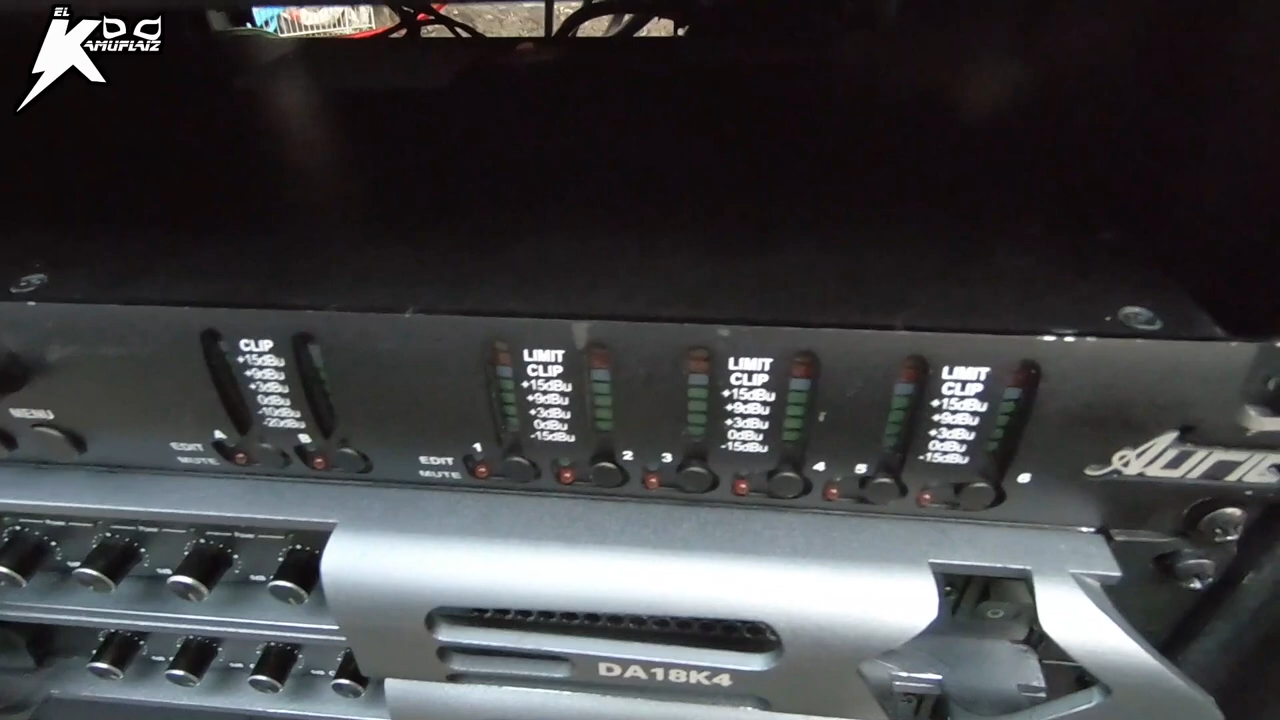 EL
KAMUFLAIZ
CLIP
+15dBu
+9dBu
+3dBu
0dBu
-10dBu
-20dBu
LIMIT
CLIP
+15dBu
+9dBu
+3dBu
0dBu
-15dBu
LIMIT
CLIP
+15dBu
+9dBu
+3dBu
0dBu
-15dBu
LIMIT
CLIP
+15dBu
+9dBu
+3dBu
0dBu
-15dBu
MENU
EDIT
MUTE
A
B
EDIT
MUTE
1
2
3
4
5
6
DA18K4